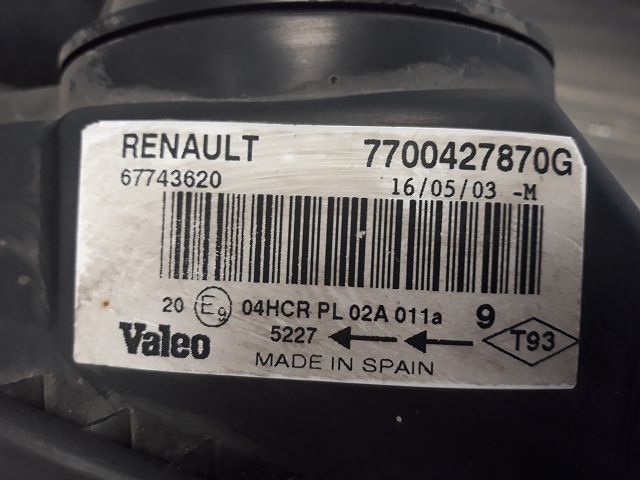 RENAULT 7700427870G
67743620 16/05/03 -M
20 E9 04HCR PL 02A 011a 9
Valeo 5227 T93
MADE IN SPAIN